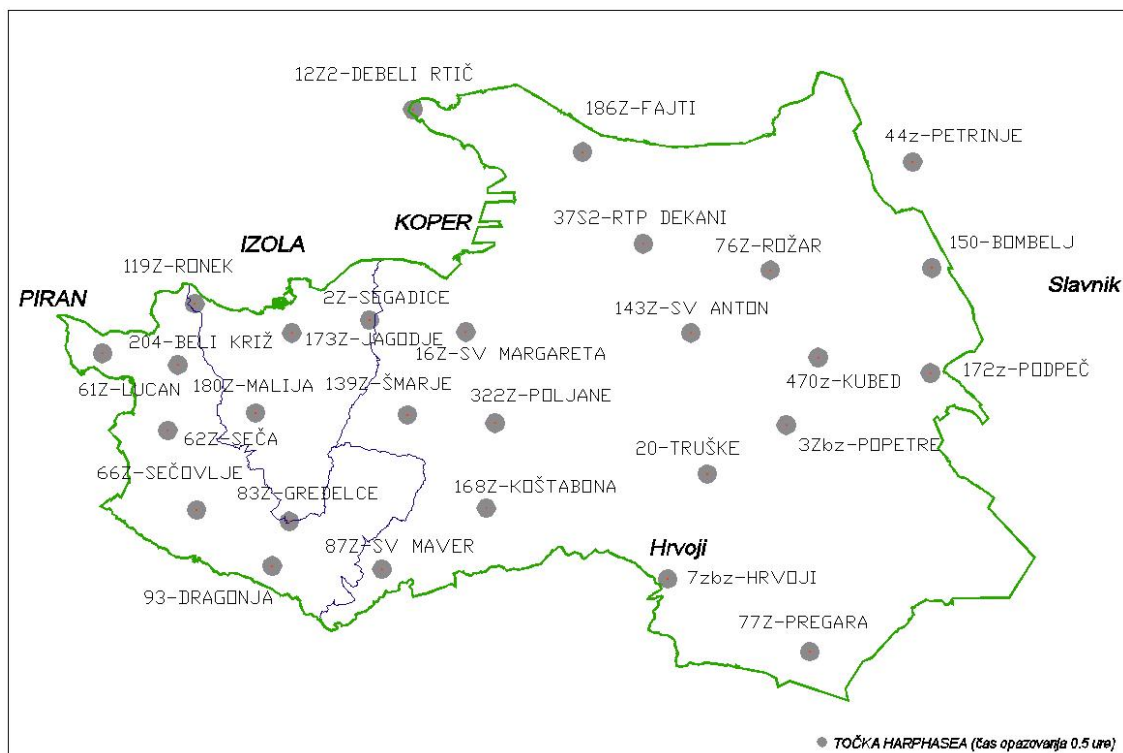 12Z2-DEBELI RTIČ
186Z-FAJTI
44z-PETRINJE
KOPER
37S2-RTP DEKANI
IZOLA
76Z-ROŽAR
150-BOMBELJ
119Z-RONEK
Slavnik
PIRAN
2Z-SEGADICE
143Z-SV ANTON
204-BELI KRIŽ
173Z-JAGODJE
16Z-SV MARGARETA
61Z-LUCAN
180Z-MALIJA
139Z-ŠMARJE
470z-KUBED
172z-PODPEČ
322Z-POLJANE
62Z-SEČA
3Zbz-POPETRE
66Z-SEČOVLJE
20-TRUŠKE
83Z-GREDELCE
168Z-KOŠTABONA
87Z-SV MAVER
Hrvoji
93-DRAGONJA
7zbz-HRVOJI
77Z-PREGARA
TOČKA HARPHASEA (čas opazovanja 0.5 ure)